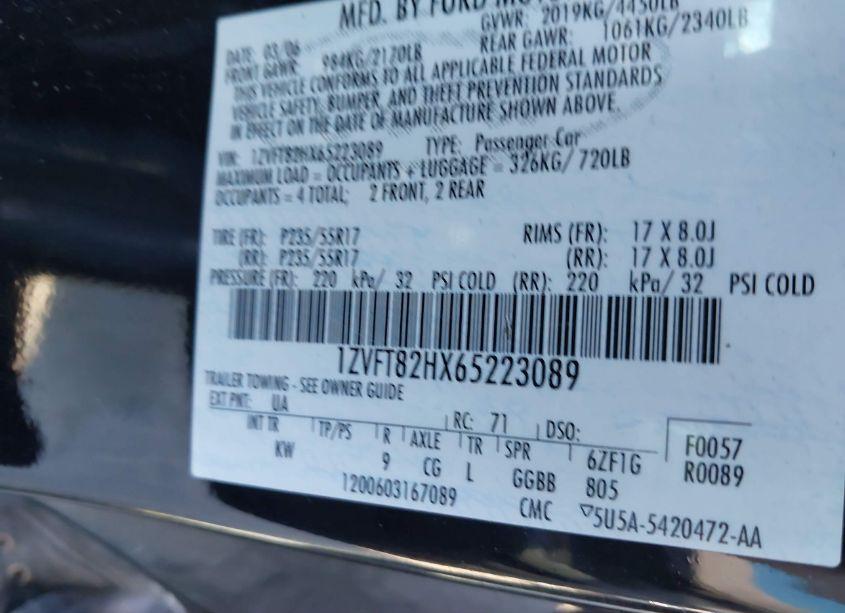 MFD. BY FORD MOTOR
DATE: 03/06 GVWR: 2019KG/4450LB
FRONT GAWR: 984KG/2170LB REAR GAWR: 1061KG/2340LB
THIS VEHICLE CONFORMS TO ALL APPLICABLE FEDERAL MOTOR
VEHICLE SAFETY, BUMPER, AND THEFT PREVENTION STANDARDS
IN EFFECT ON THE DATE OF MANUFACTURE SHOWN ABOVE.
VIN: 1ZVFT82HX65223089 TYPE: Passenger Car
MAXIMUM LOAD = OCCUPANTS + LUGGAGE = 326KG/ 720LB
OCCUPANTS = 4 TOTAL; 2 FRONT, 2 REAR
TIRE (FR): P235/55R17 RIMS (FR): 17 X 8.0J
(RR): P235/55R17 (RR): 17 X 8.0J
PRESSURE (FR): 220 kPa/ 32 PSI COLD (RR): 220 kPa/ 32 PSI COLD
1ZVFT82HX65223089
TRAILER TOWING - SEE OWNER GUIDE
EXT PNT: UA RC: 71 DSO:
INT TR TP/PS R AXLE TR SPR 6ZF1G F0057
KW 9 CG L GGBB 805 R0089
1200603167089 CMC ▽5U5A-5420472-AA